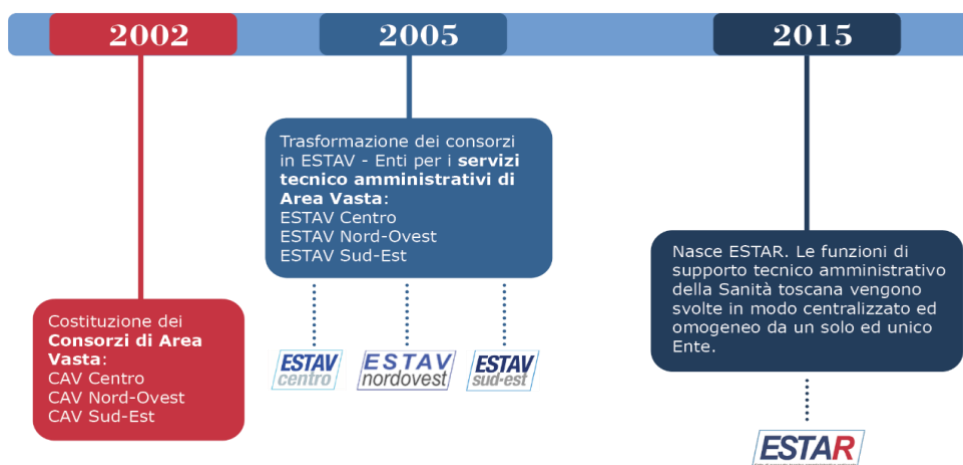 2002
2005
2015
Trasformazione dei consorzi
in ESTAV - Enti per i servizi
tecnico amministrativi di
Area Vasta:
ESTAV Centro
ESTAV Nord-Ovest
ESTAV Sud-Est
Nasce ESTAR. Le funzioni di
supporto tecnico amministrativo
della Sanità toscana vengono
svolte in modo centralizzato ed
omogeneo da un solo ed unico
Ente.
Costituzione dei
Consorzi di Area
Vasta:
CAV Centro
CAV Nord-Ovest
CAV Sud-Est
ESTAV
centro
ESTAV
nordovest
ESTAV
sud-est
ESTAR